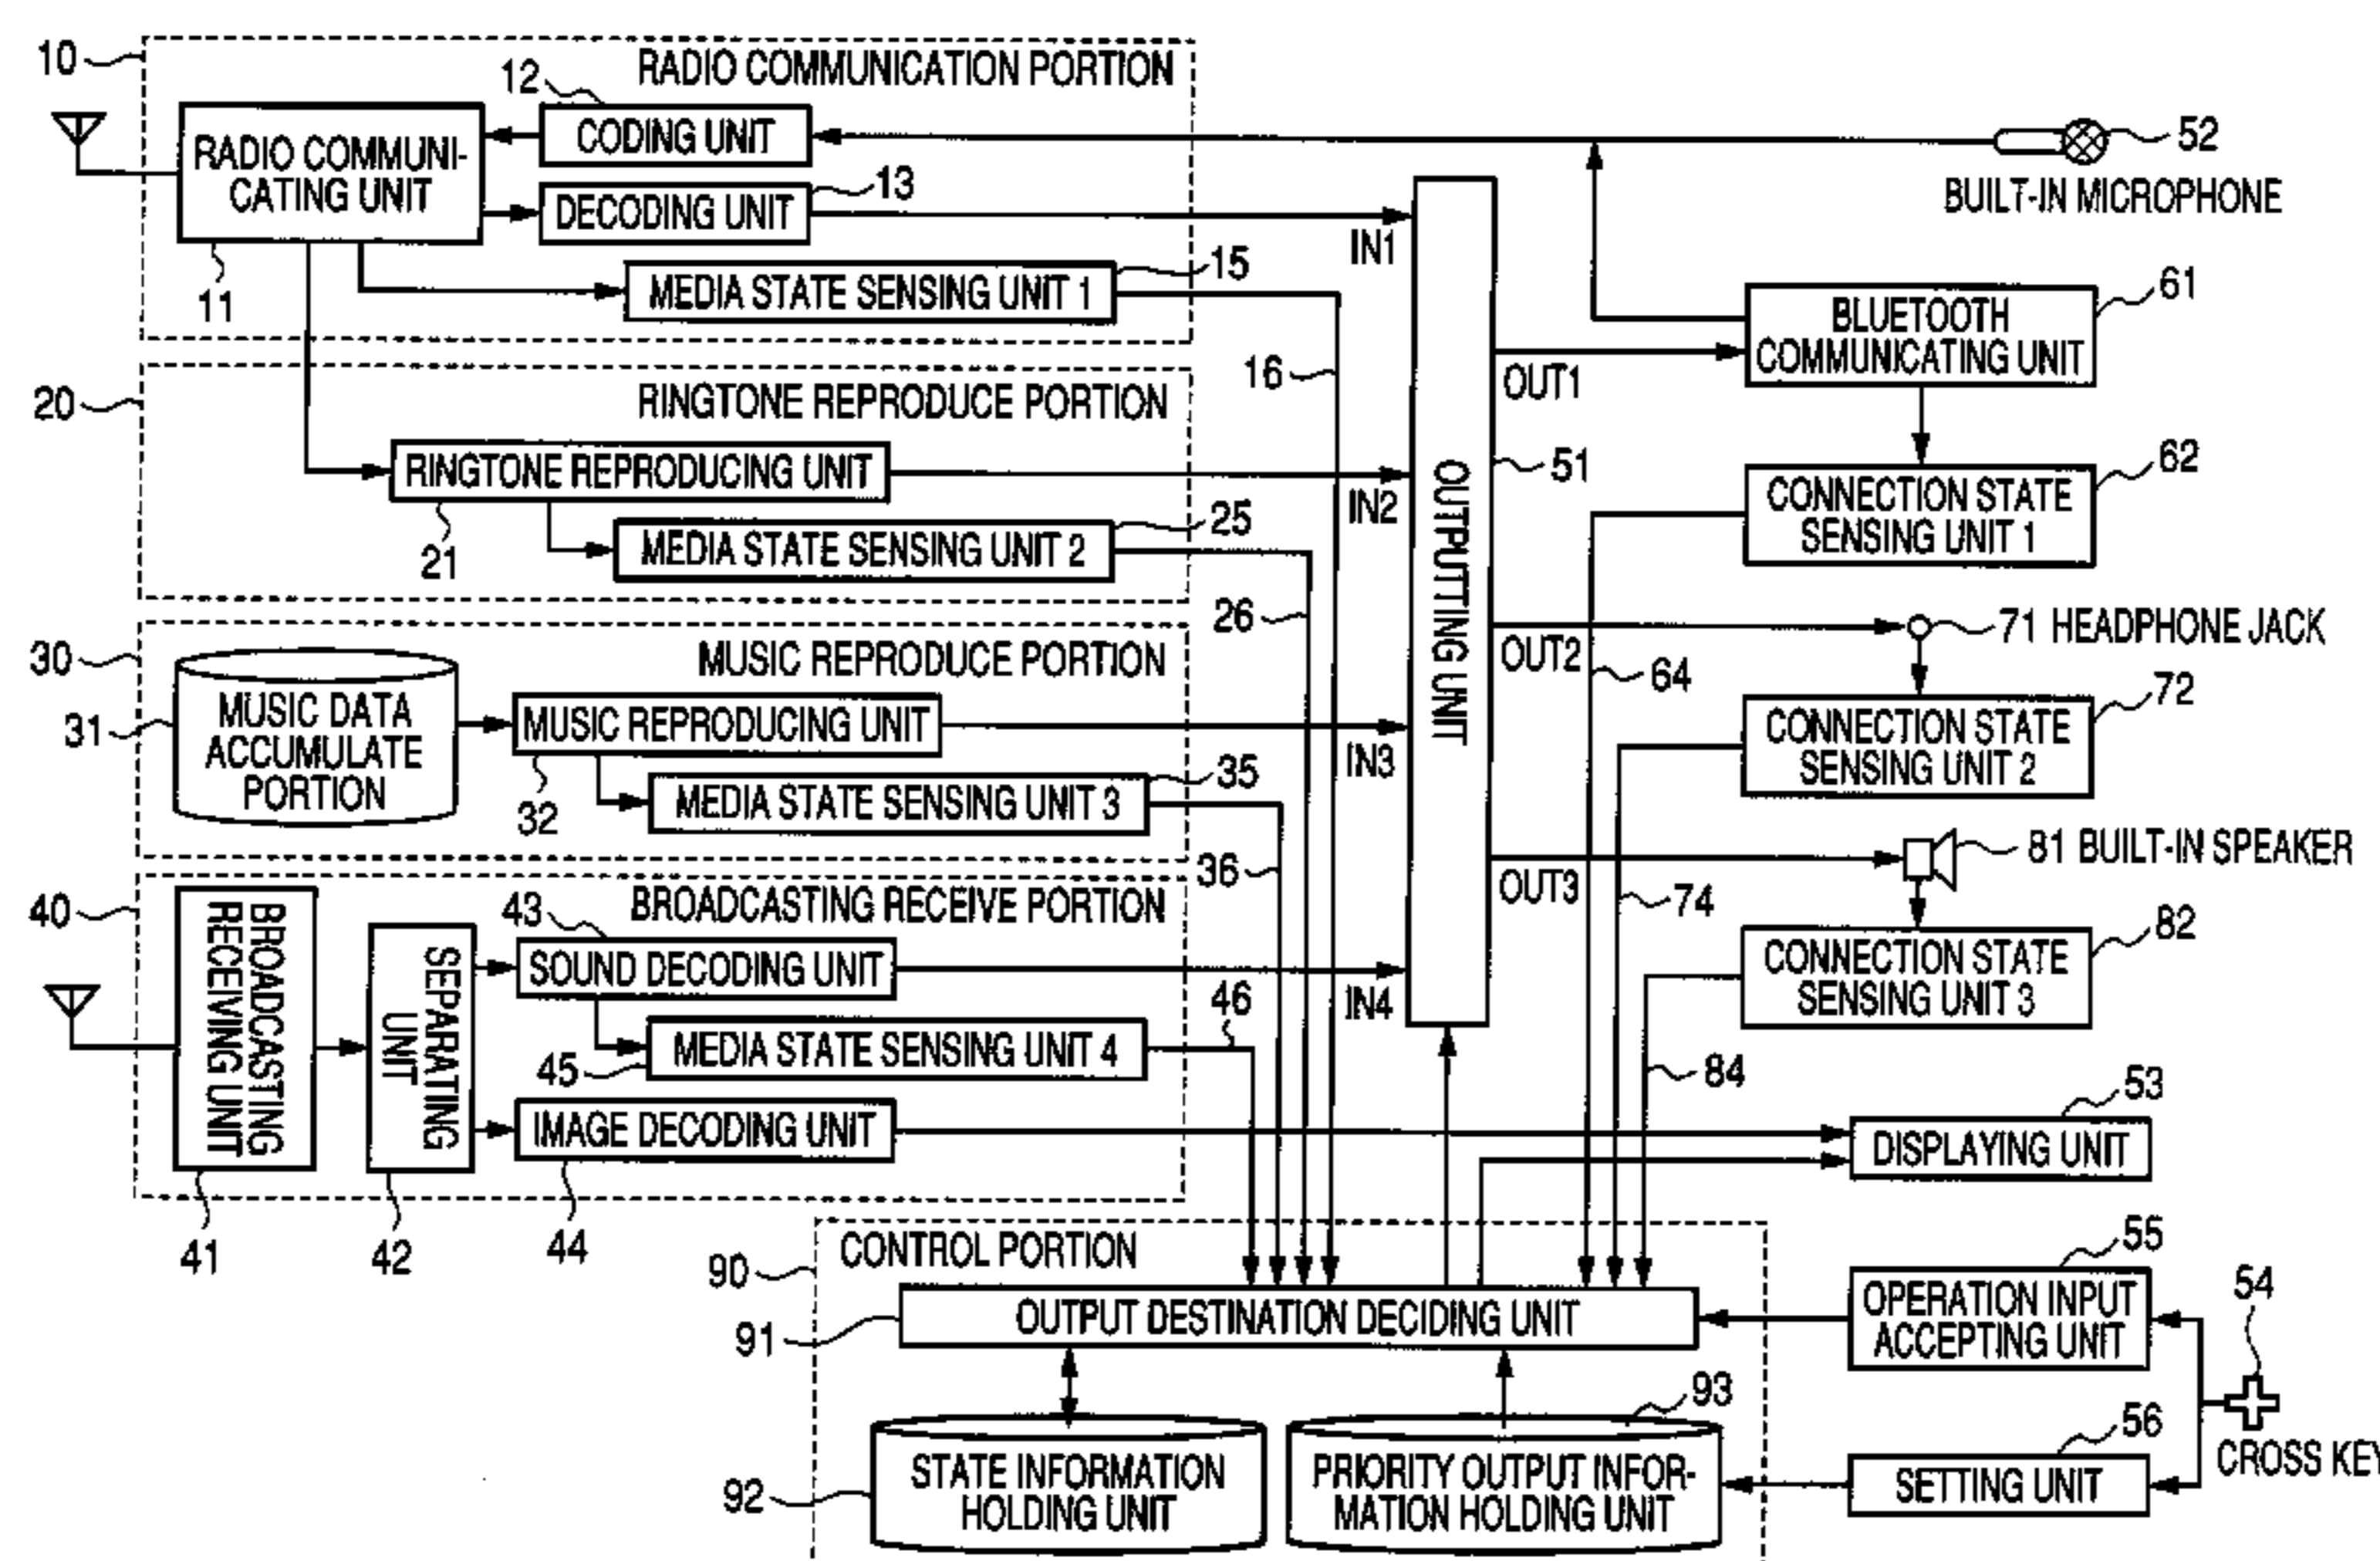 10
RADIO COMMUNICATION PORTION
12
CODING UNIT
RADIO COMMUNI-
CATING UNIT
13
DECODING UNIT
11
15
MEDIA STATE SENSING UNIT 1
IN1
16
52
BUILT-IN MICROPHONE
61
BLUETOOTH
COMMUNICATING UNIT
OUT1
20
RINGTONE REPRODUCE PORTION
RINGTONE REPRODUCING UNIT
21
25
MEDIA STATE SENSING UNIT 2
IN2
26
OUTPUTTING UNIT
51
62
CONNECTION STATE
SENSING UNIT 1
30
MUSIC REPRODUCE PORTION
31
MUSIC DATA
ACCUMULATE
PORTION
MUSIC REPRODUCING UNIT
32
35
MEDIA STATE SENSING UNIT 3
IN3
36
OUT2
64
71 HEADPHONE JACK
72
CONNECTION STATE
SENSING UNIT 2
40
BROADCASTING RECEIVE PORTION
BROADCASTING
RECEIVING UNIT
41
SEPARATING
UNIT
42
43
SOUND DECODING UNIT
45
MEDIA STATE SENSING UNIT 4
46
IN4
IMAGE DECODING UNIT
44
OUT3
74
81 BUILT-IN SPEAKER
82
CONNECTION STATE
SENSING UNIT 3
84
53
DISPLAYING UNIT
90
CONTROL PORTION
91
OUTPUT DESTINATION DECIDING UNIT
55
OPERATION INPUT
ACCEPTING UNIT
54
CROSS KEY
92
STATE INFORMATION
HOLDING UNIT
93
PRIORITY OUTPUT INFOR-
MATION HOLDING UNIT
56
SETTING UNIT